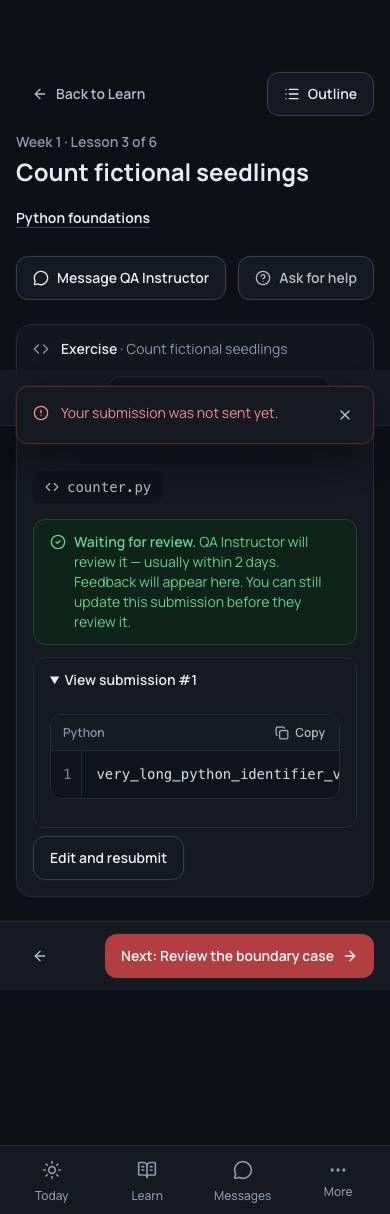 Back to Learn
Outline
Week 1 · Lesson 3 of 6
Count fictional seedlings
Python foundations
Message QA Instructor
Ask for help
Exercise · Count fictional seedlings
Your submission was not sent yet.
counter.py
Waiting for review. QA Instructor will
review it — usually within 2 days.
Feedback will appear here. You can still
update this submission before they
review it.
View submission #1
Python
Copy
1 very_long_python_identifier_v
Edit and resubmit
Next: Review the boundary case
Today
Learn
Messages
More